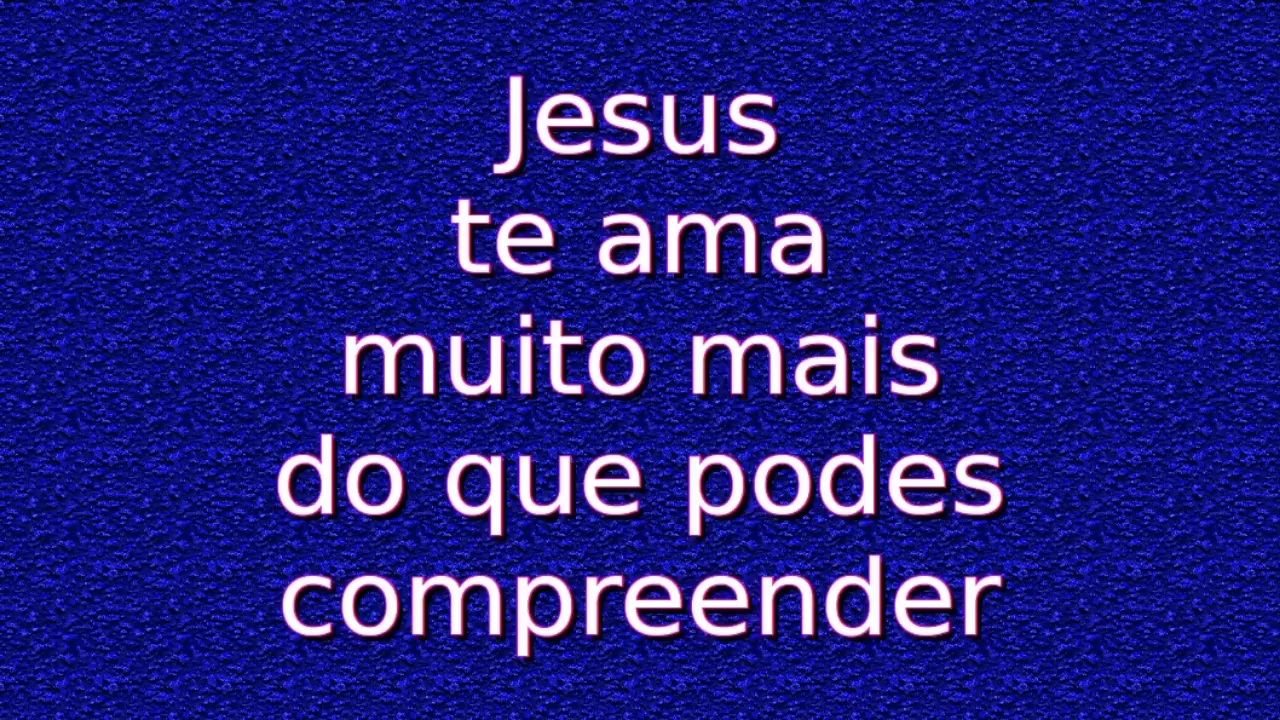 Jesus
te ama
muito mais
do que podes
compreender